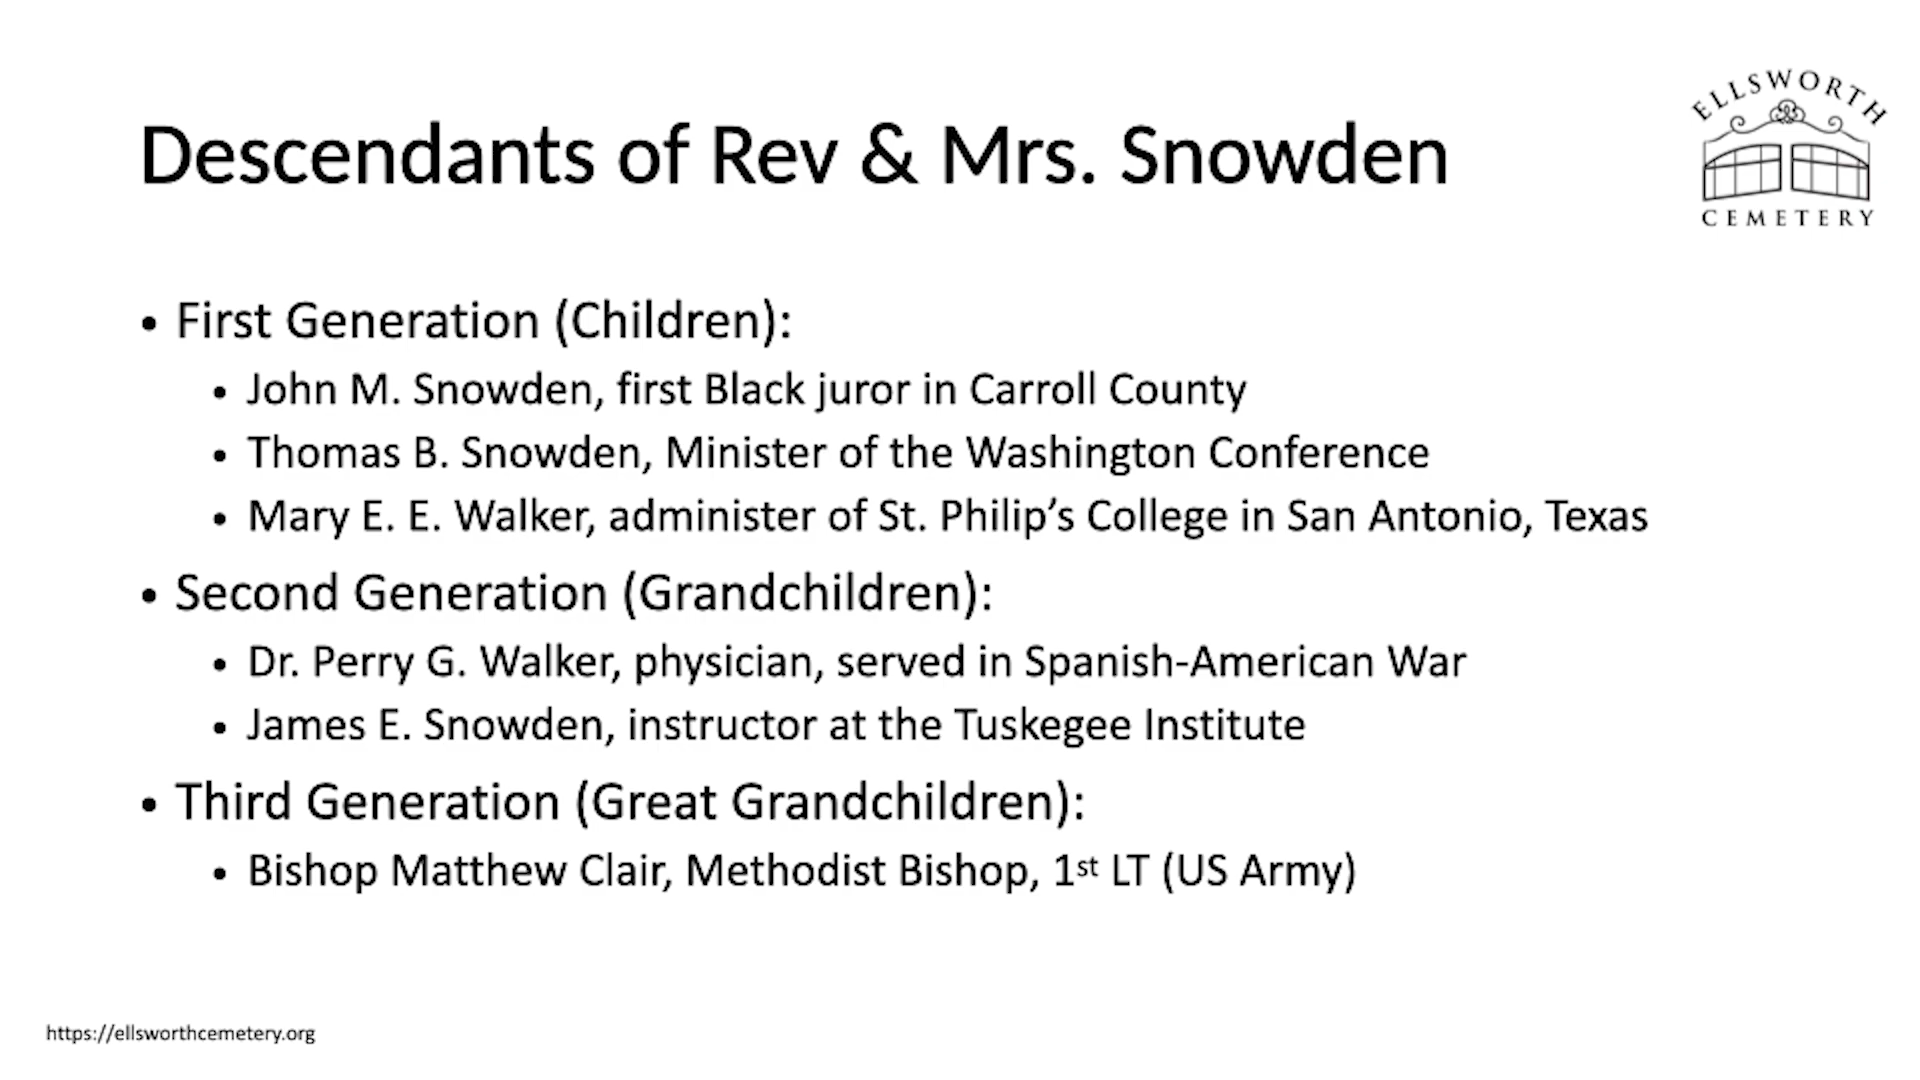 ELLSWORTH
CEMETERY
Descendants of Rev & Mrs. Snowden
• First Generation (Children):
• John M. Snowden, first Black juror in Carroll County
• Thomas B. Snowden, Minister of the Washington Conference
• Mary E. E. Walker, administer of St. Philip’s College in San Antonio, Texas
• Second Generation (Grandchildren):
• Dr. Perry G. Walker, physician, served in Spanish-American War
• James E. Snowden, instructor at the Tuskegee Institute
• Third Generation (Great Grandchildren):
• Bishop Matthew Clair, Methodist Bishop, 1st LT (US Army)
https://ellsworthcemetery.org